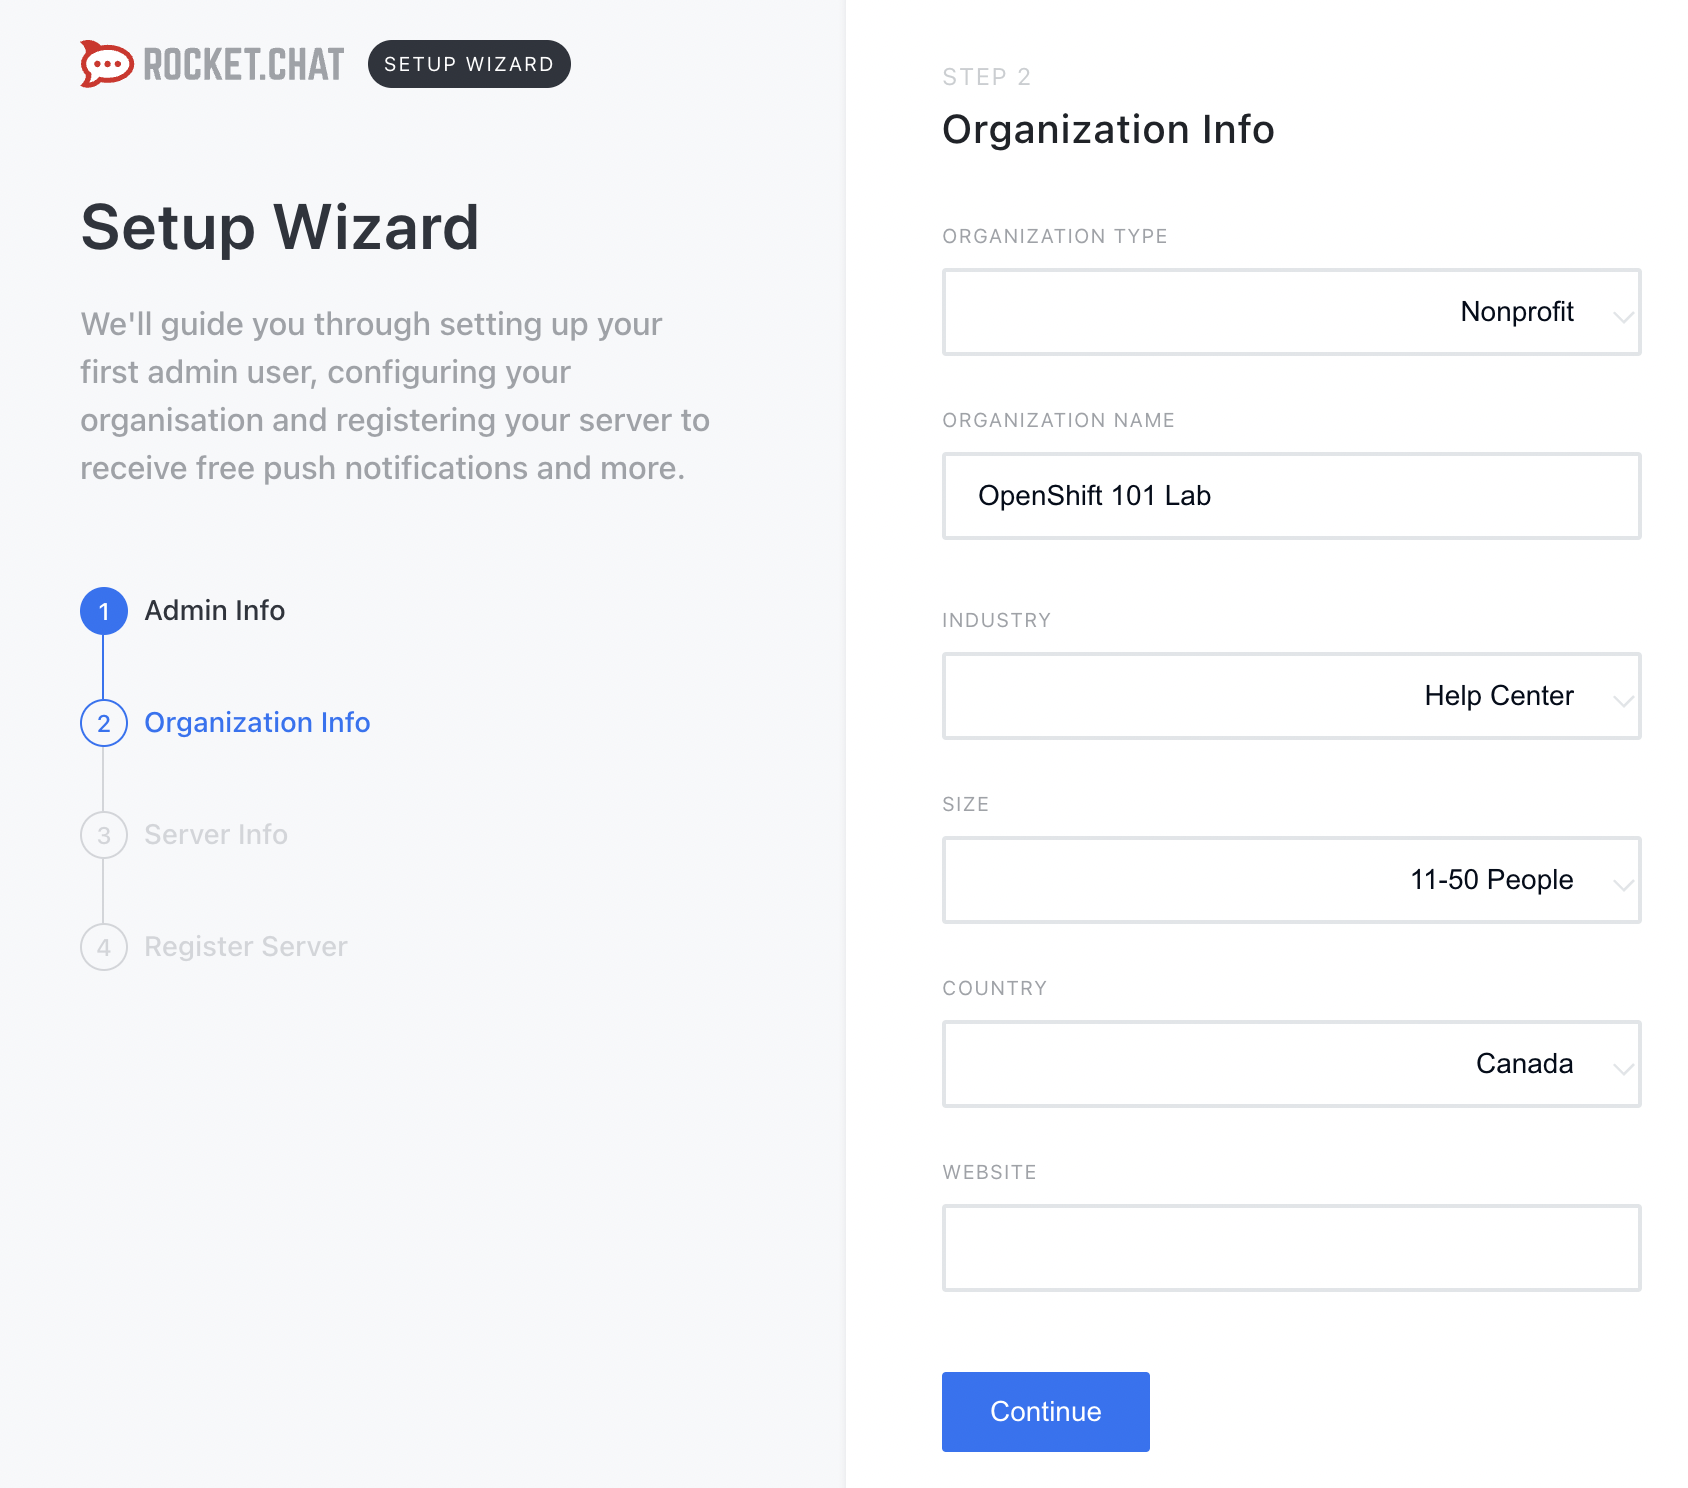 ROCKET.CHAT
SETUP WIZARD
Setup Wizard
We'll guide you through setting up your
first admin user, configuring your
organisation and registering your server to
receive free push notifications and more.
1 Admin Info
2 Organization Info
3 Server Info
4 Register Server
STEP 2
Organization Info
ORGANIZATION TYPE
Nonprofit
ORGANIZATION NAME
OpenShift 101 Lab
INDUSTRY
Help Center
SIZE
11-50 People
COUNTRY
Canada
WEBSITE
Continue